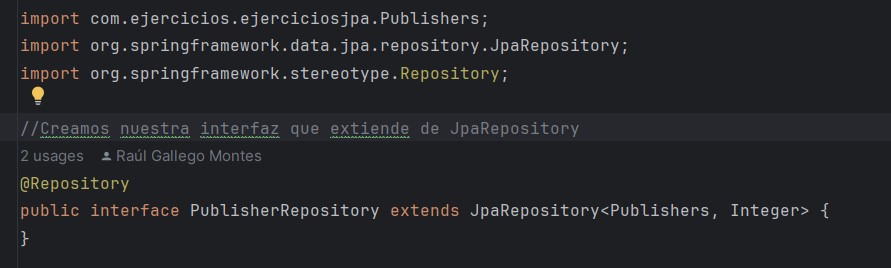 import com.ejercicios.ejerciciosjpa.Publishers;
import org.springframework.data.jpa.repository.JpaRepository;
import org.springframework.stereotype.Repository;
//Creamos nuestra interfaz que extiende de JpaRepository
2 usages Raúl Gallego Montes
@Repository
public interface PublisherRepository extends JpaRepository<Publishers, Integer> {
}